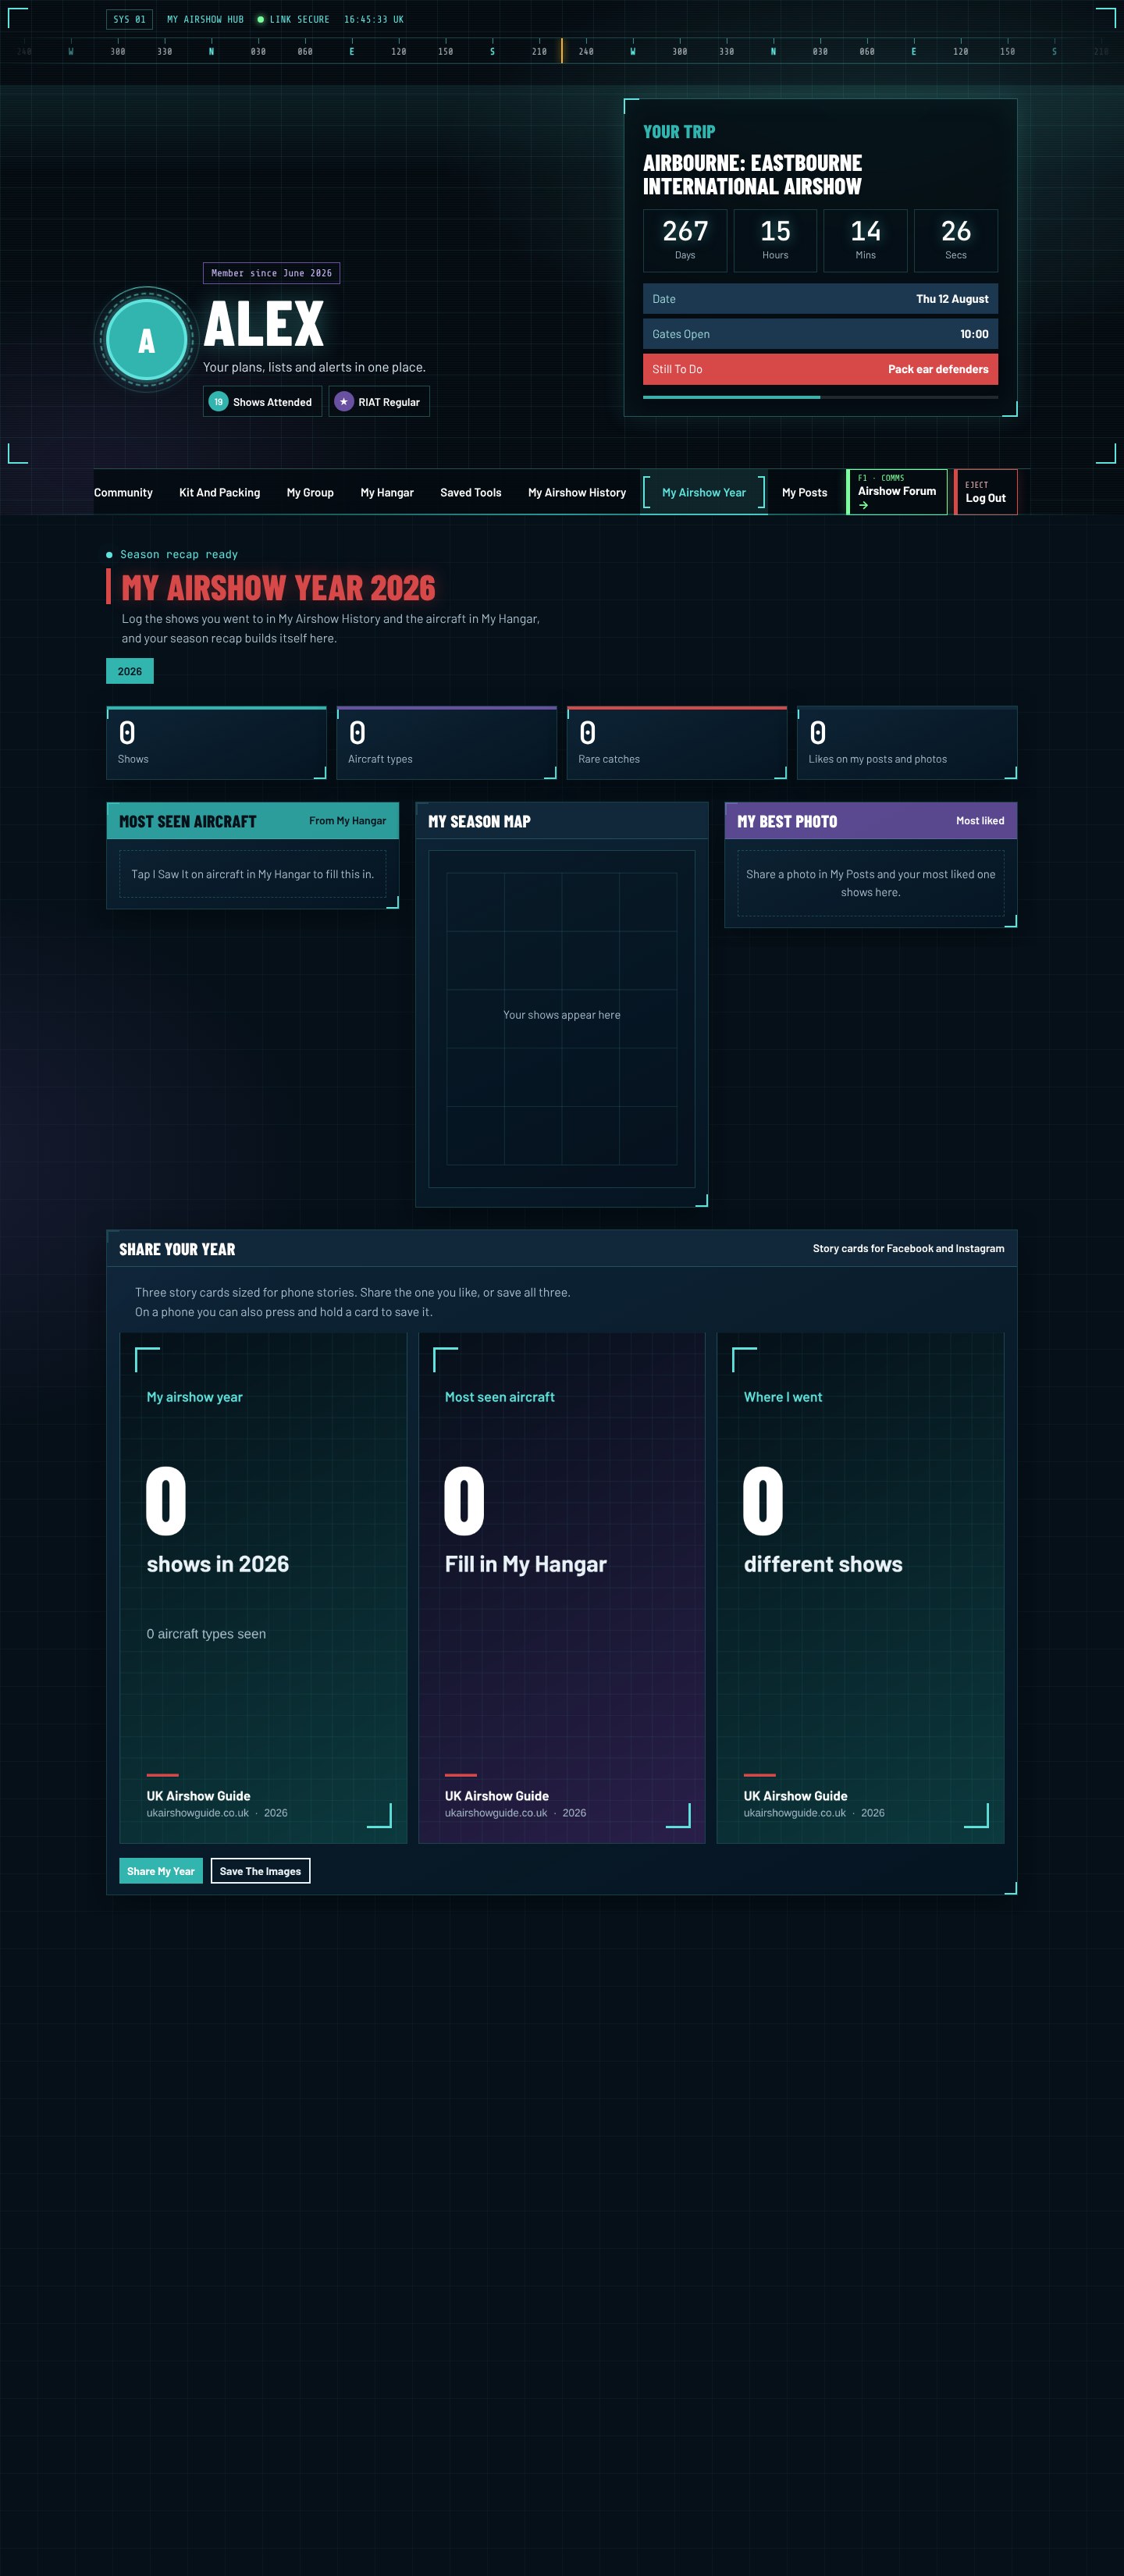 SYS 01 MY AIRSHOW HUB LINK SECURE 16:45:33 UK
240 W 300 330 N 030 060 E 120 150 S 210 240 W 300 330 N 030 060 E 120 150 S 210
YOUR TRIP
AIRBOURNE: EASTBOURNE
INTERNATIONAL AIRSHOW
267 15 14 26
Days Hours Mins Secs
Date Thu 12 August
Gates Open 10:00
Still To Do Pack ear defenders
Member since June 2026
A
ALEX
Your plans, lists and alerts in one place.
19 Shows Attended ★ RIAT Regular
Community Kit And Packing My Group My Hangar Saved Tools My Airshow History My Airshow Year My Posts
F1 · COMMS
Airshow Forum
→
EJECT
Log Out
Season recap ready
MY AIRSHOW YEAR 2026
Log the shows you went to in My Airshow History and the aircraft in My Hangar,
and your season recap builds itself here.
2026
0
Shows
0
Aircraft types
0
Rare catches
0
Likes on my posts and photos
MOST SEEN AIRCRAFT From My Hangar
Tap I Saw It on aircraft in My Hangar to fill this in.
MY SEASON MAP
Your shows appear here
MY BEST PHOTO Most liked
Share a photo in My Posts and your most liked one
shows here.
SHARE YOUR YEAR Story cards for Facebook and Instagram
Three story cards sized for phone stories. Share the one you like, or save all three.
On a phone you can also press and hold a card to save it.
My airshow year
0
shows in 2026
0 aircraft types seen
UK Airshow Guide
ukairshowguide.co.uk · 2026
Most seen aircraft
0
Fill in My Hangar
UK Airshow Guide
ukairshowguide.co.uk · 2026
Where I went
0
different shows
UK Airshow Guide
ukairshowguide.co.uk · 2026
Share My Year Save The Images